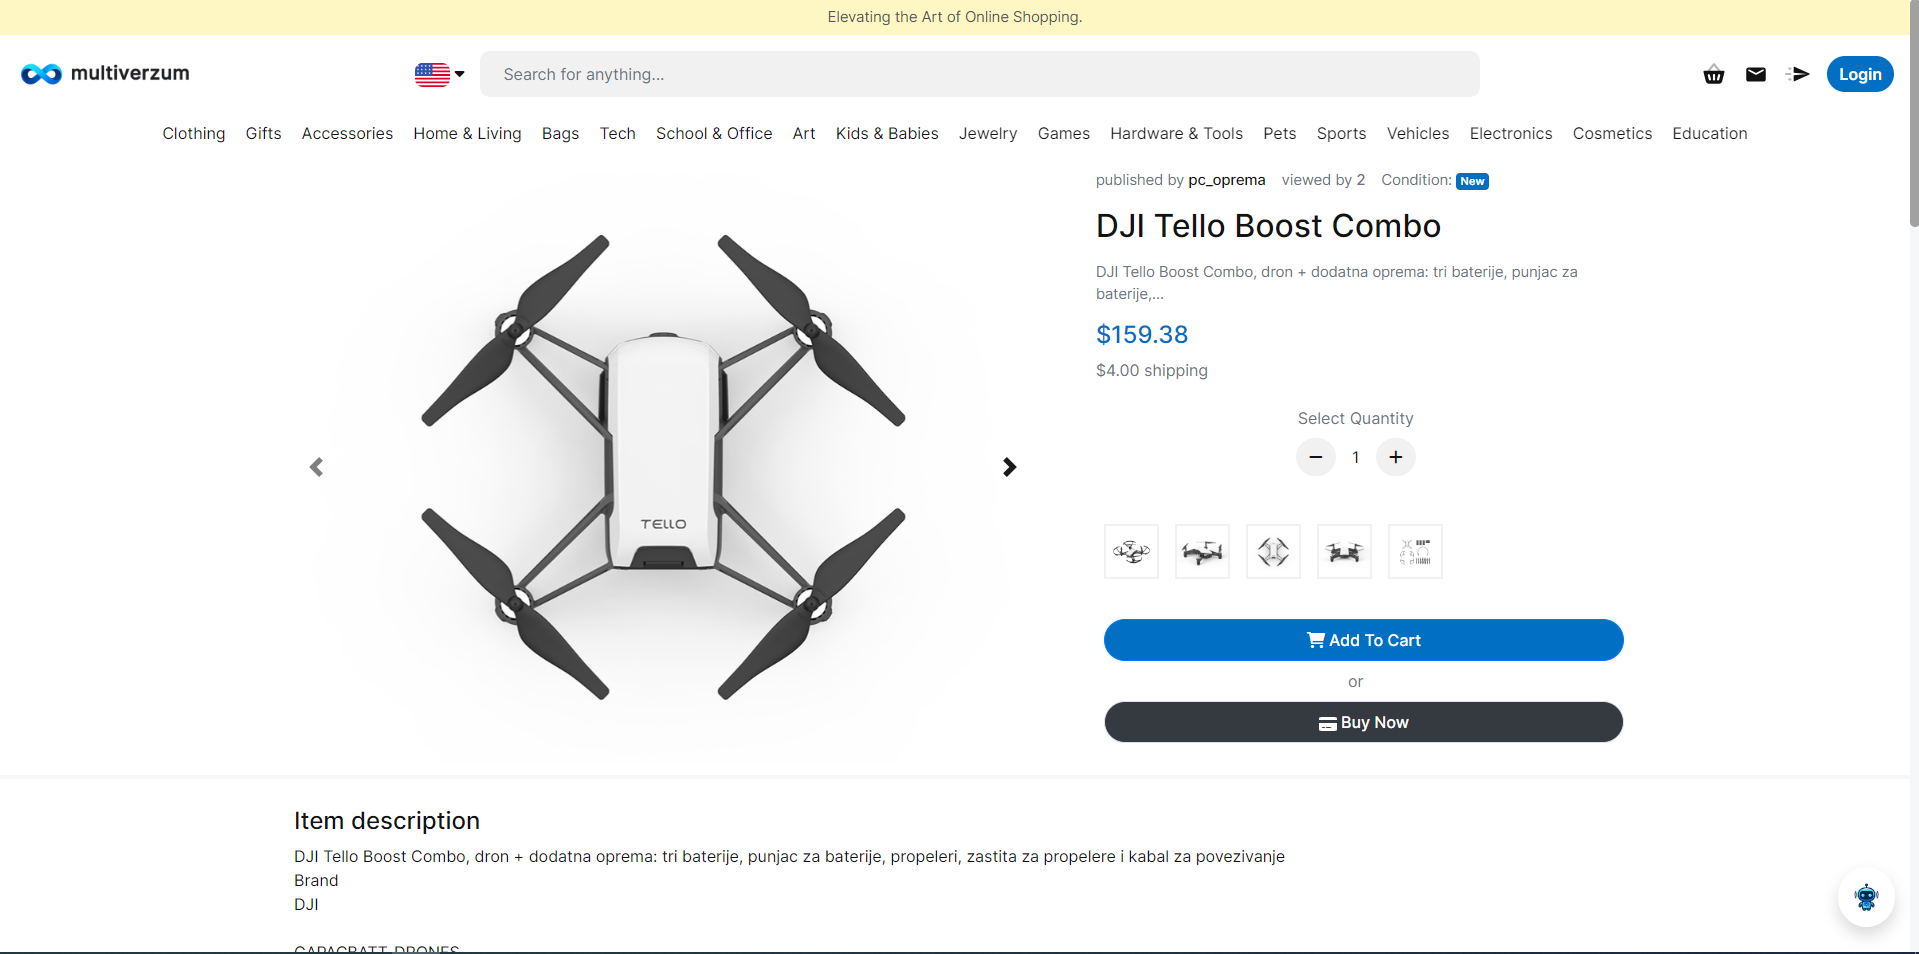 Elevating the Art of Online Shopping.
multiverzum
Search for anything...
Login
Clothing Gifts Accessories Home & Living Bags Tech School & Office Art Kids & Babies Jewelry Games Hardware & Tools Pets Sports Vehicles Electronics Cosmetics Education
published by pc_oprema viewed by 2 Condition: New
DJI Tello Boost Combo
DJI Tello Boost Combo, dron + dodatna oprema: tri baterije, punjac za
baterije,...
$159.38
$4.00 shipping
Select Quantity
− 1 +
TELLO
Add To Cart
or
Buy Now
Item description
DJI Tello Boost Combo, dron + dodatna oprema: tri baterije, punjac za baterije, propeleri, zastita za propelere i kabal za povezivanje
Brand
DJI